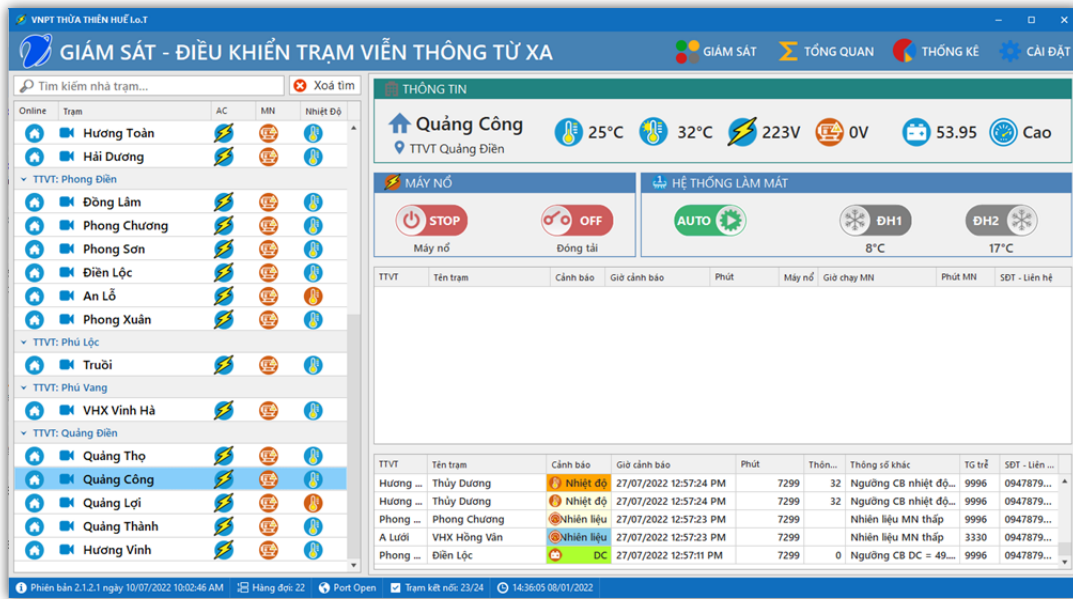 VNPT THỪA THIÊN HUẾ I.o.T
GIÁM SÁT - ĐIỀU KHIỂN TRẠM VIỄN THÔNG TỪ XA
GIÁM SÁT
TỔNG QUAN
THỐNG KÊ
CÀI ĐẶT
Tìm kiếm nhà trạm...
Xoá tìm
Online Trạm AC MN Nhiệt Độ
Hương Toàn
Hải Dương
TTVT: Phong Điền
Đồng Lâm
Phong Chương
Phong Sơn
Điền Lộc
An Lỗ
Phong Xuân
TTVT: Phú Lộc
Truồi
TTVT: Phú Vang
VHX Vinh Hà
TTVT: Quảng Điền
Quảng Thọ
Quảng Công
Quảng Lợi
Quảng Thành
Hương Vinh
THÔNG TIN
Quảng Công
TTVT Quảng Điền
25°C 32°C 223V 0V 53.95 Cao
MÁY NỔ
STOP OFF
Máy nổ Đóng tải
HỆ THỐNG LÀM MÁT
AUTO ĐH1 ĐH2
8°C 17°C
TTVT Tên trạm Cảnh báo Giờ cảnh báo Phút Máy nổ Giờ chạy MN Phút MN SĐT - Liên hệ
TTVT Tên trạm Cảnh báo Giờ cảnh báo Phút Thôn... Thông số khác TG trễ SĐT - Liên ...
Hương ... Thủy Dương Nhiệt độ 27/07/2022 12:57:24 PM 7299 32 Ngưỡng CB nhiệt độ... 9996 0947879...
Hương ... Thủy Dương Nhiệt độ 27/07/2022 12:57:24 PM 7299 32 Ngưỡng CB nhiệt độ... 9996 0947879...
Phong ... Phong Chương Nhiên liệu 27/07/2022 12:57:23 PM 7299 Nhiên liệu MN thấp 9996 0947879...
A Lưới VHX Hồng Vân Nhiên liệu 27/07/2022 12:57:23 PM 7299 Nhiên liệu MN thấp 3330 0947879...
Phong ... Điền Lộc DC 27/07/2022 12:57:11 PM 7299 0 Ngưỡng CB DC = 49.... 9996 0947879...
Phiên bản 2.1.2.1 ngày 10/07/2022 10:02:46 AM Hàng đợi: 22 Port Open Trạm kết nối: 23/24 14:36:05 08/01/2022